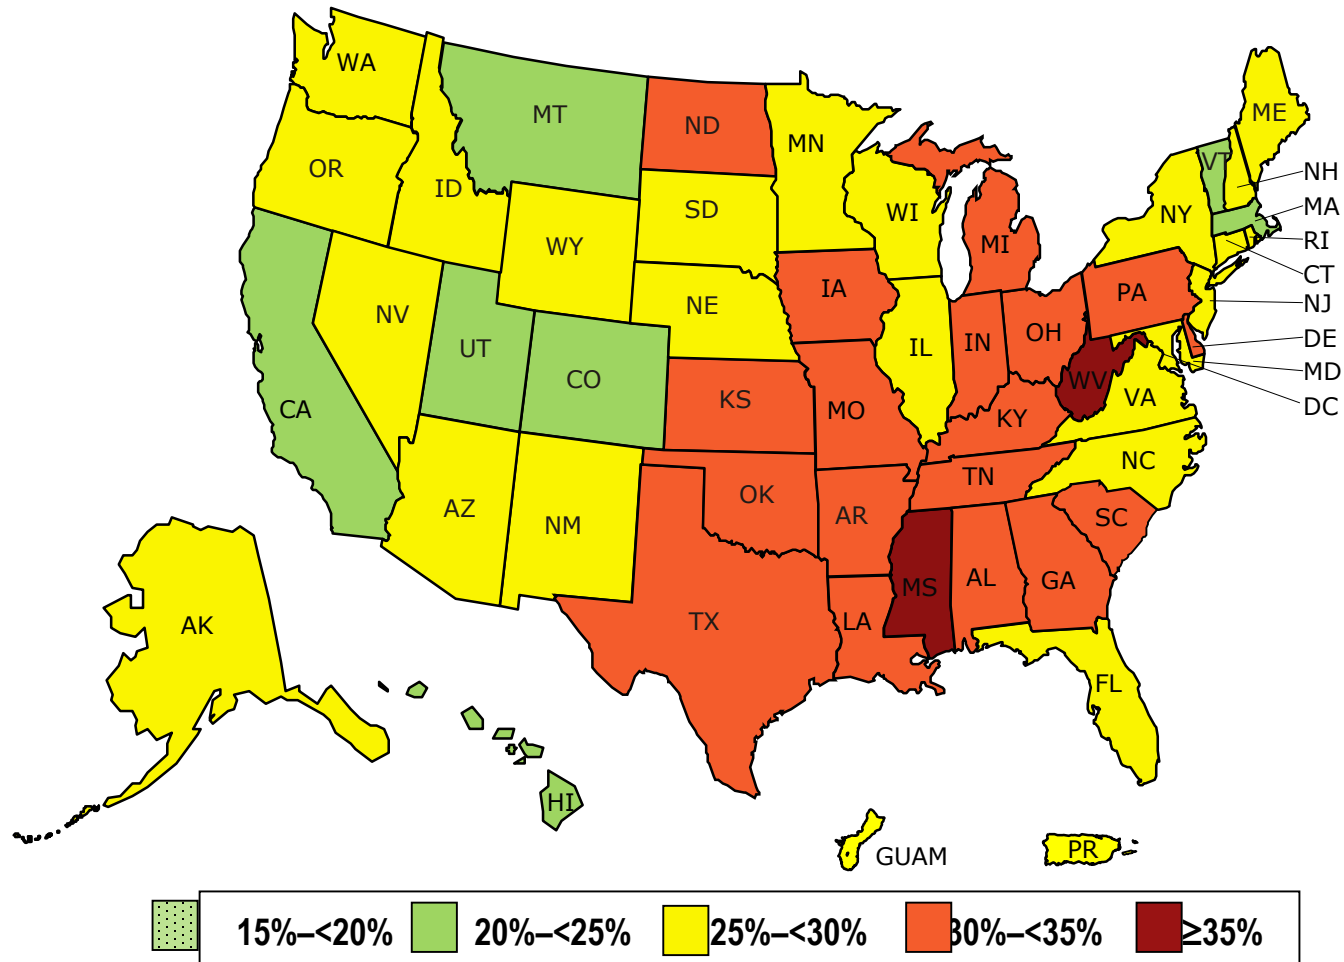 WA
MT
ND
MN
ME
OR
ID
SD
WI
MI
NY
VT
NH
MA
RI
CT
NJ
DE
MD
DC
WY
NV
UT
CO
NE
IA
IL
IN
OH
PA
WV
VA
CA
KS
MO
KY
NC
TN
AZ
NM
OK
AR
SC
MS
AL
GA
TX
LA
AK
FL
HI
GUAM
PR
15%–<20% 20%–<25% 25%–<30% 30%–<35% ≥35%